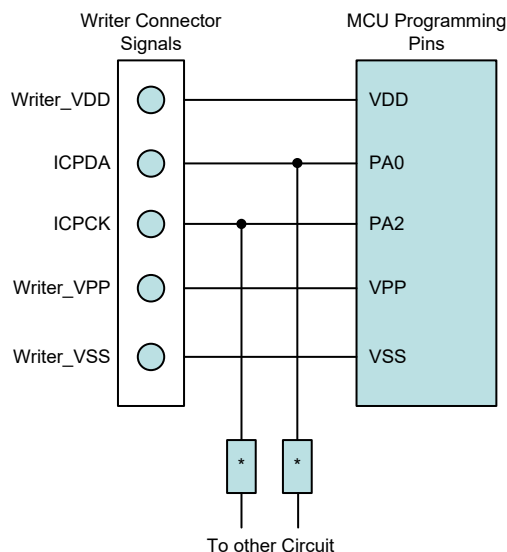 Writer Connector
Signals
MCU Programming
Pins
Writer_VDD
VDD
ICPDA
PA0
ICPCK
PA2
Writer_VPP
VPP
Writer_VSS
VSS
*
*
To other Circuit